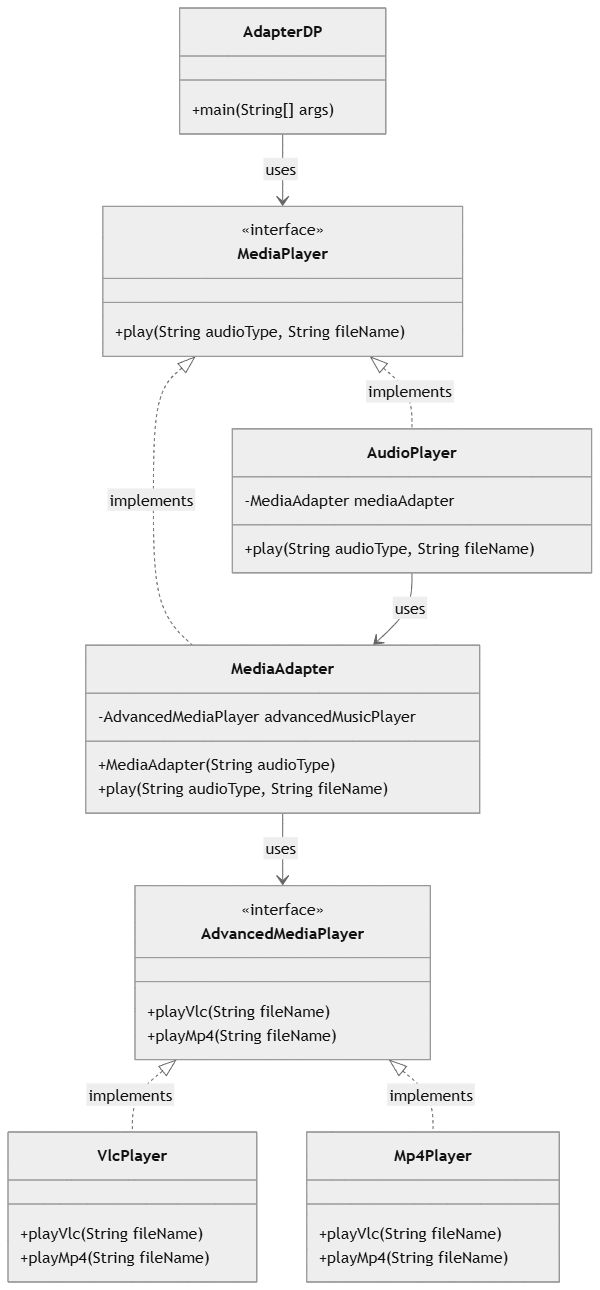 AdapterDP
+main(String[] args)
uses
«interface»
MediaPlayer
+play(String audioType, String fileName)
implements
AudioPlayer
-MediaAdapter mediaAdapter
+play(String audioType, String fileName)
implements
uses
MediaAdapter
-AdvancedMediaPlayer advancedMusicPlayer
+MediaAdapter(String audioType)
+play(String audioType, String fileName)
uses
«interface»
AdvancedMediaPlayer
+playVlc(String fileName)
+playMp4(String fileName)
implements
implements
VlcPlayer
+playVlc(String fileName)
+playMp4(String fileName)
Mp4Player
+playVlc(String fileName)
+playMp4(String fileName)